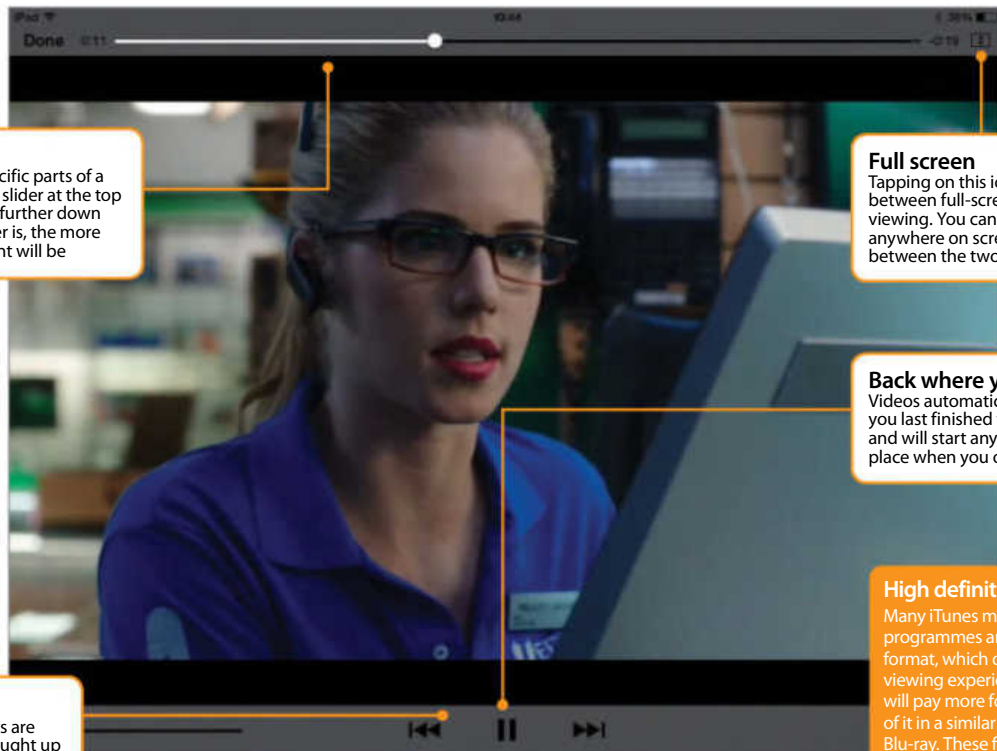 iPad
10:44
36%
Done
0:11
-0:19
cific parts of a
slider at the top
further down
er is, the more
nt will be
Full screen
Tapping on this ic
between full-scre
viewing. You can
anywhere on scre
between the two
Back where y
Videos automatic
you last finished
and will start any
place when you c
High definit
Many iTunes m
programmes ar
format, which o
viewing experie
will pay more fo
of it in a similar
Blu-ray. These f
s are
ught up